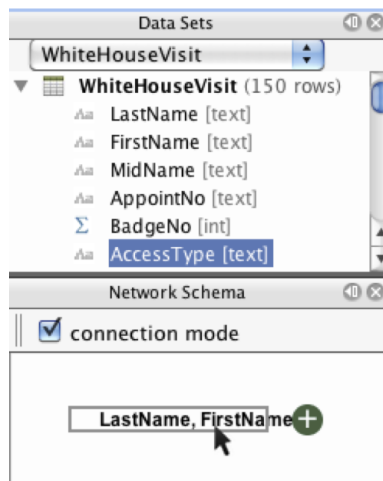 Data Sets
WhiteHouseVisit
WhiteHouseVisit (150 rows)
Aa LastName [text]
Aa FirstName [text]
Aa MidName [text]
Aa AppointNo [text]
Σ BadgeNo [int]
Aa AccessType [text]
Network Schema
connection mode
LastName, FirstName